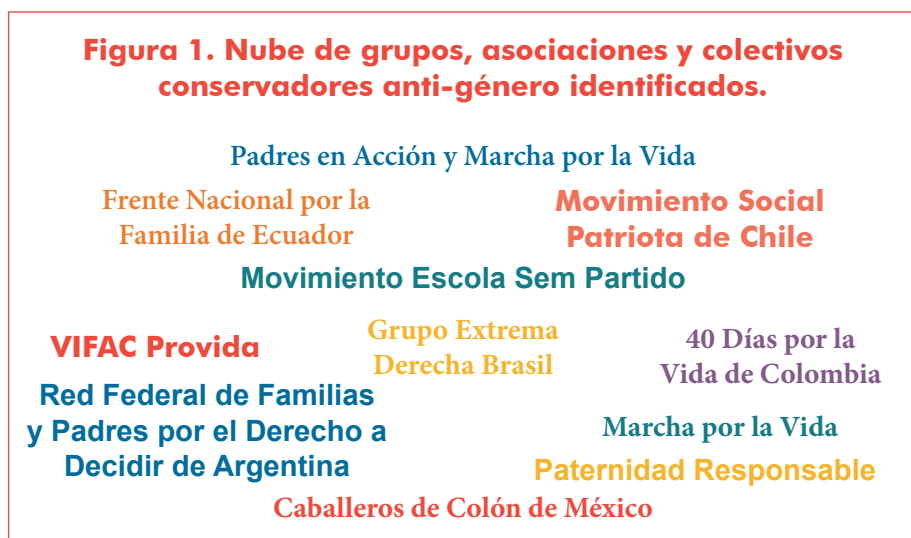 Figura 1. Nube de grupos, asociaciones y colectivos
conservadores anti-género identificados.
Padres en Acción y Marcha por la Vida
Frente Nacional por la
Familia de Ecuador
Movimiento Social
Patriota de Chile
Movimiento Escola Sem Partido
VIFAC Provida
Grupo Extrema
Derecha Brasil
40 Días por la
Vida de Colombia
Red Federal de Familias
y Padres por el Derecho a
Decidir de Argentina
Marcha por la Vida
Paternidad Responsable
Caballeros de Colón de México